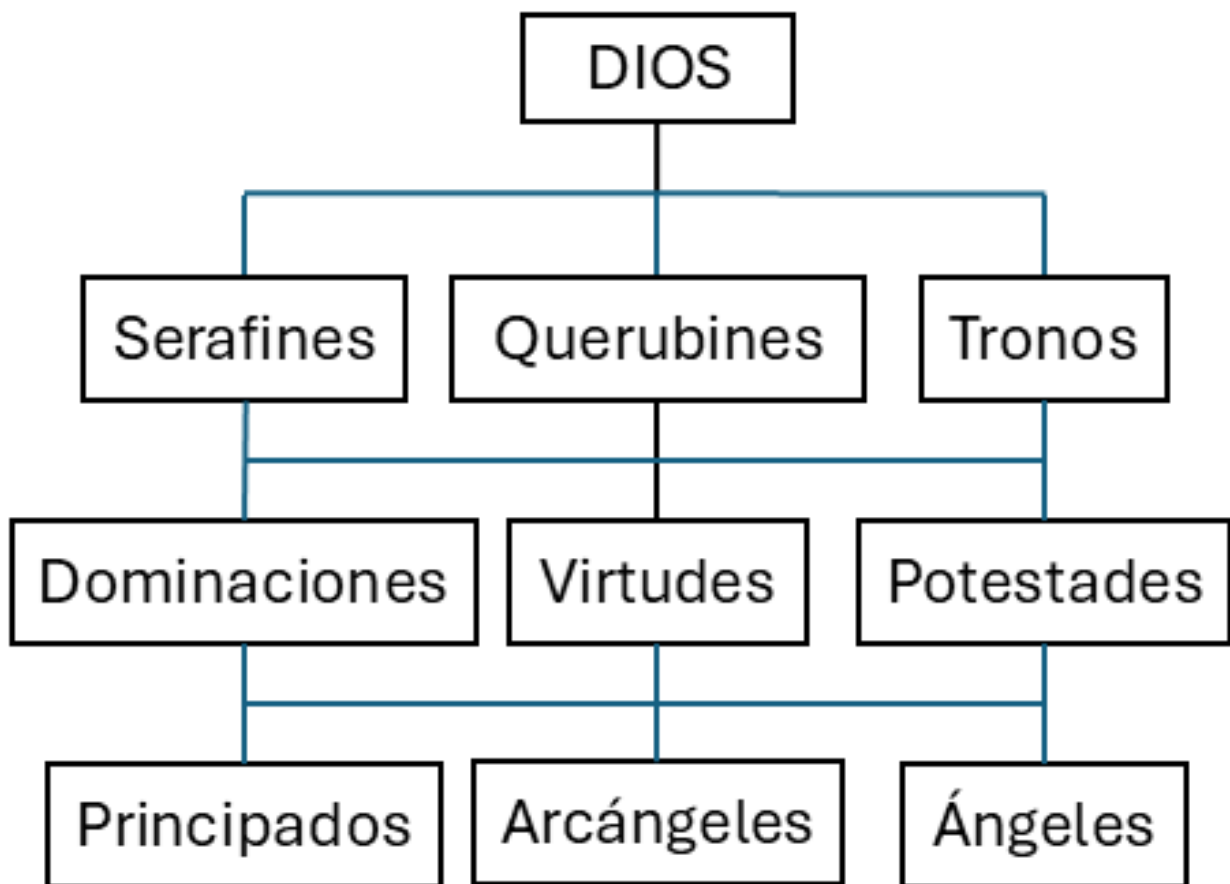 DIOS
Serafines Querubines Tronos
Dominaciones Virtudes Potestades
Principados Arcángeles Ángeles